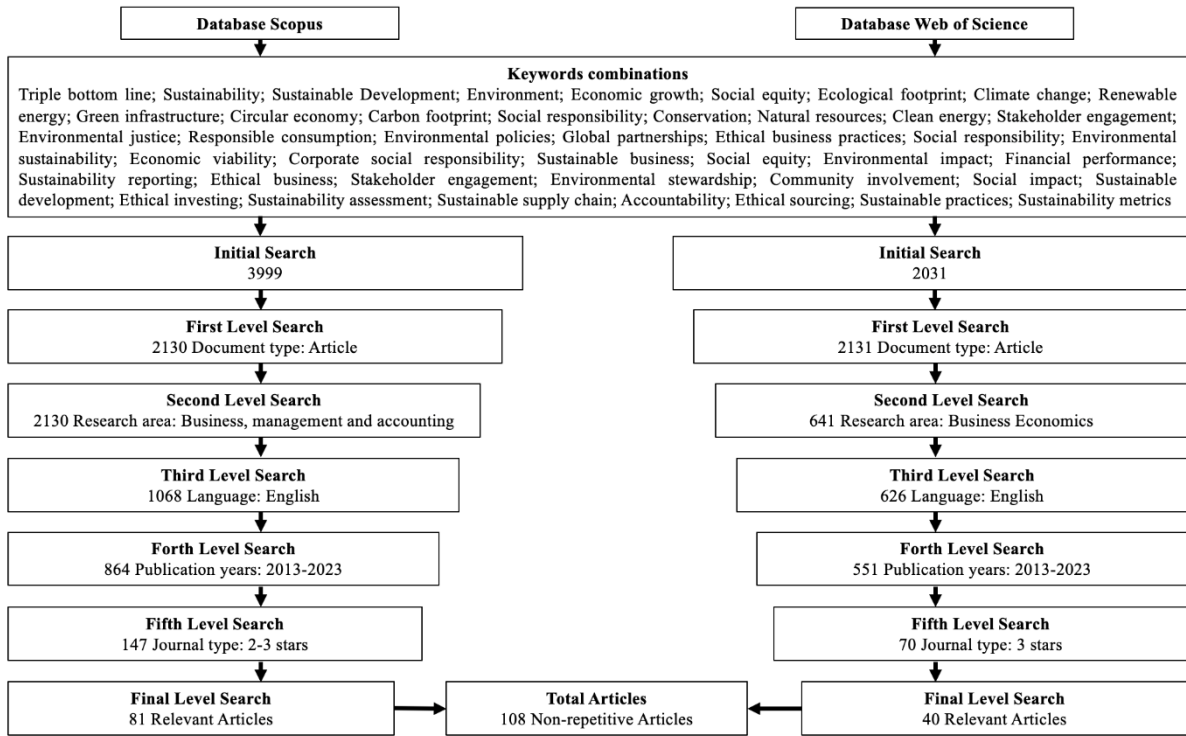 Database Scopus
Database Web of Science
Keywords combinations
Triple bottom line; Sustainability; Sustainable Development; Environment; Economic growth; Social equity; Ecological footprint; Climate change; Renewable
energy; Green infrastructure; Circular economy; Carbon footprint; Social responsibility; Conservation; Natural resources; Clean energy; Stakeholder engagement;
Environmental justice; Responsible consumption; Environmental policies; Global partnerships; Ethical business practices; Social responsibility; Environmental
sustainability; Economic viability; Corporate social responsibility; Sustainable business; Social equity; Environmental impact; Financial performance;
Sustainability reporting; Ethical business; Stakeholder engagement; Environmental stewardship; Community involvement; Social impact; Sustainable
development; Ethical investing; Sustainability assessment; Sustainable supply chain; Accountability; Ethical sourcing; Sustainable practices; Sustainability metrics
Initial Search
3999
Initial Search
2031
First Level Search
2130 Document type: Article
First Level Search
2131 Document type: Article
Second Level Search
2130 Research area: Business, management and accounting
Second Level Search
641 Research area: Business Economics
Third Level Search
1068 Language: English
Third Level Search
626 Language: English
Forth Level Search
864 Publication years: 2013-2023
Forth Level Search
551 Publication years: 2013-2023
Fifth Level Search
147 Journal type: 2-3 stars
Fifth Level Search
70 Journal type: 3 stars
Final Level Search
81 Relevant Articles
Total Articles
108 Non-repetitive Articles
Final Level Search
40 Relevant Articles